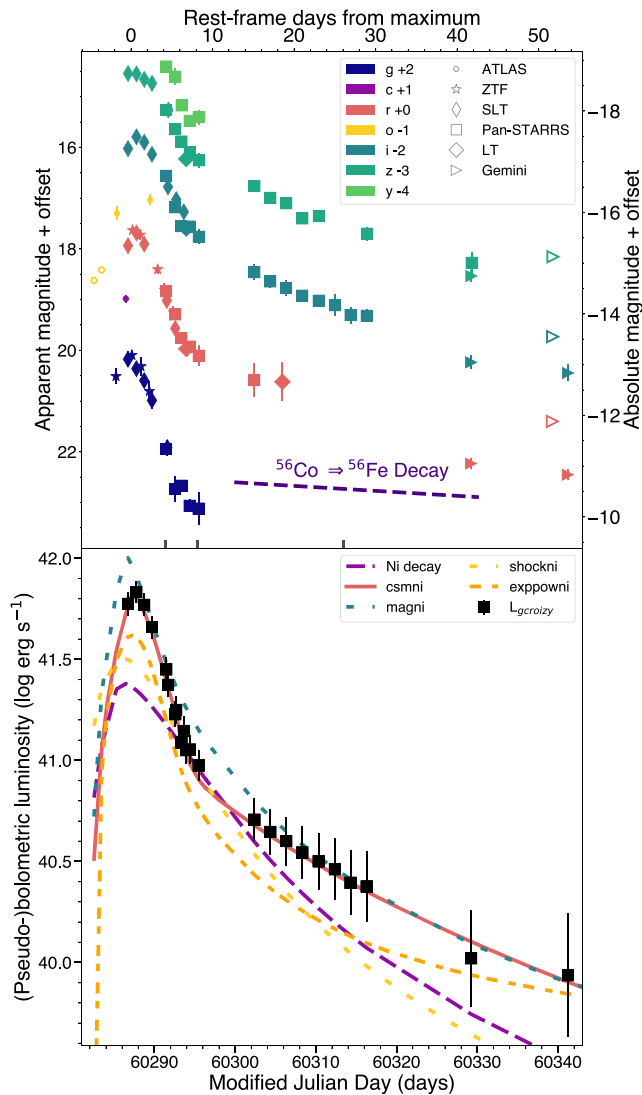 Rest-frame days from maximum
0 10 20 30 40 50
g +2
c +1
r +0
o -1
i -2
z -3
y -4
ATLAS
ZTF
SLT
Pan-STARRS
LT
Gemini
16
18
20
22
Apparent magnitude + offset
−18
−16
−14
−12
−10
Absolute magnitude + offset
⁵⁶Co ⇒ ⁵⁶Fe Decay
Ni decay
csmni
magni
shockni
exppowni
L_gcroizy
42.0
41.5
41.0
40.5
40.0
(Pseudo-)bolometric luminosity (log erg s⁻¹)
60290 60300 60310 60320 60330 60340
Modified Julian Day (days)